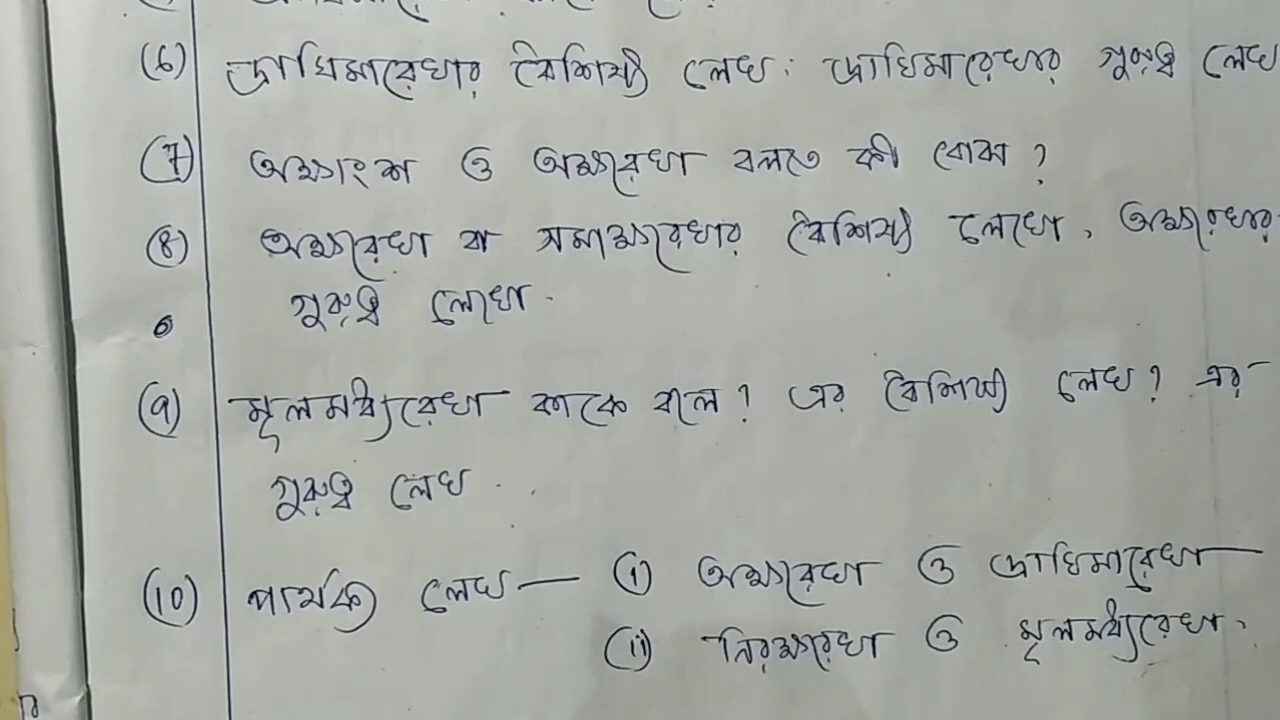 (6) দ্রাঘিমারেখার বৈশিষ্ট্য লেখ। দ্রাঘিমারেখার গুরুত্ব লেখ
(7) অক্ষাংশ ও অক্ষরেখা বলতে কী বোঝ ?
(8) অক্ষরেখা বা সমাক্ষরেখার বৈশিষ্ট্য লেখো, অক্ষরেখার
গুরুত্ব লেখো.
(9) মূলমধ্যরেখা কাকে বলে ? এর বৈশিষ্ট্য লেখ ? এর
গুরুত্ব লেখ .
(10) পার্থক্য লেখ — (i) অক্ষরেখা ও দ্রাঘিমারেখা
(ii) নিরক্ষরেখা ও মূলমধ্যরেখা.